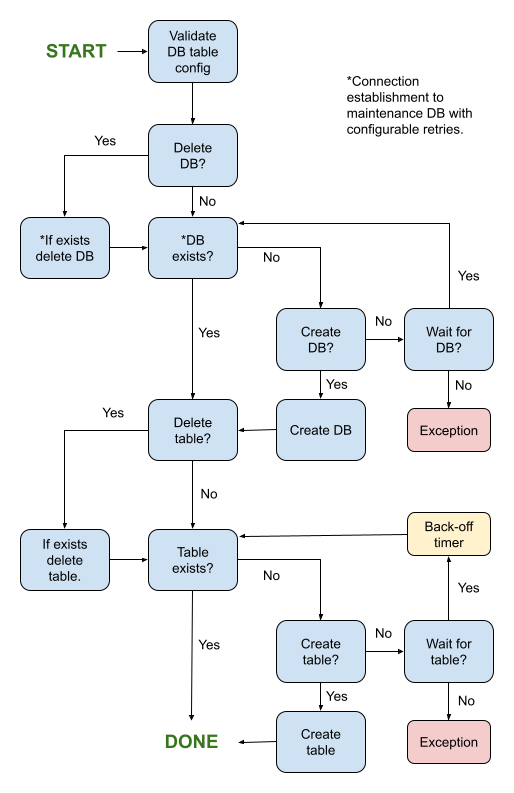 START
Validate
DB table
config
*Connection
establishment to
maintenance DB with
configurable retries.
Yes
Delete
DB?
No
*If exists
delete DB
*DB
exists?
No
Yes
Create
DB?
No
Wait for
DB?
Yes
Yes
No
Yes
Delete
table?
Create DB
Exception
No
Back-off
timer
If exists
delete
table.
Table
exists?
No
Yes
Yes
Create
table?
No
Wait for
table?
Yes
No
DONE
Create
table
Exception